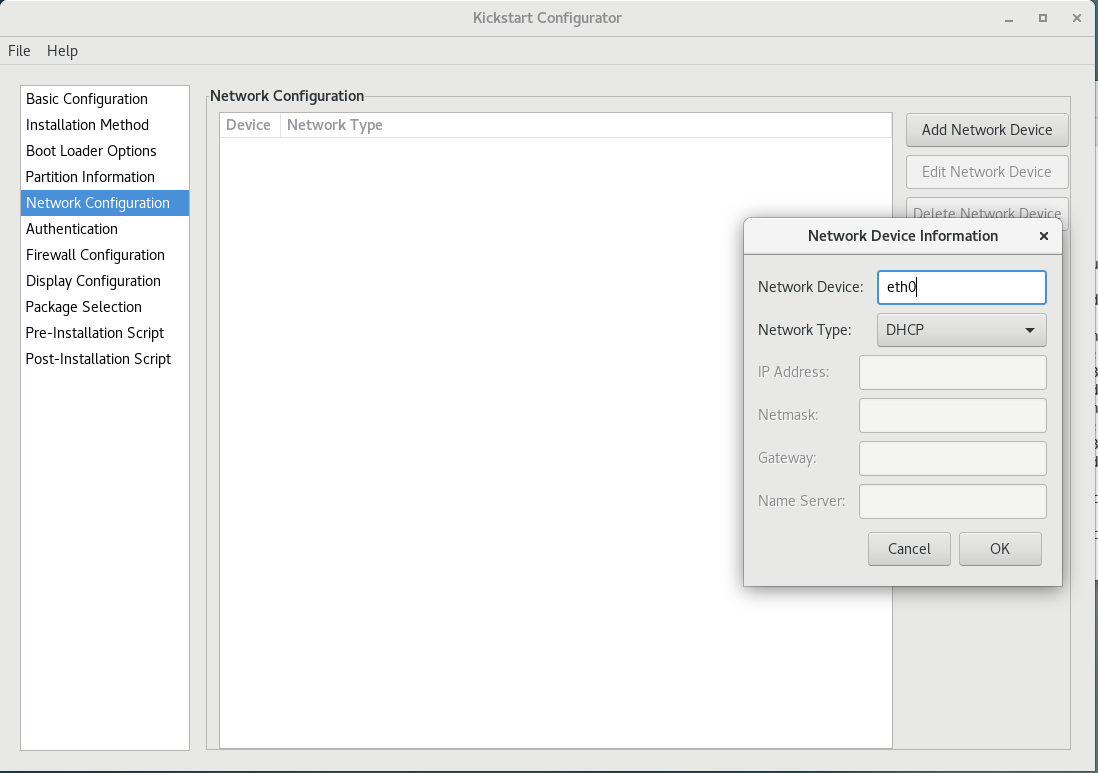 Kickstart Configurator
File Help
Basic Configuration
Installation Method
Boot Loader Options
Partition Information
Network Configuration
Authentication
Firewall Configuration
Display Configuration
Package Selection
Pre-Installation Script
Post-Installation Script
Network Configuration
Device Network Type
Add Network Device
Edit Network Device
Delete Network Device
Network Device Information
Network Device: eth0
Network Type: DHCP
IP Address:
Netmask:
Gateway:
Name Server:
Cancel OK